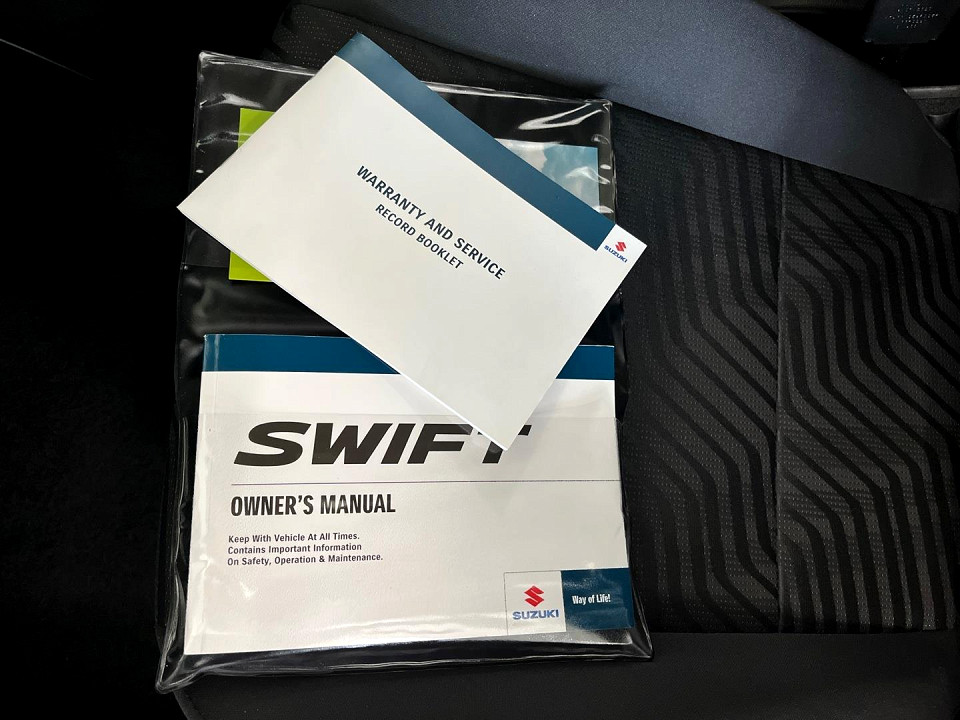 WARRANTY AND SERVICE
RECORD BOOKLET
SUZUKI
SWIFT
OWNER'S MANUAL
Keep With Vehicle At All Times.
Contains Important Information
On Safety, Operation & Maintenance.
SUZUKI
Way of Life!